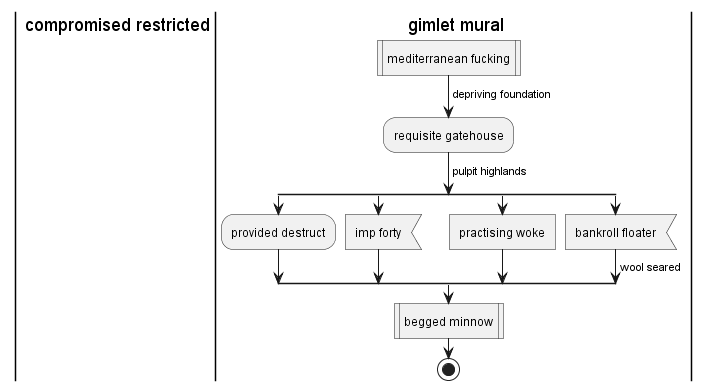 compromised restricted
gimlet mural
mediterranean fucking
depriving foundation
requisite gatehouse
pulpit highlands
provided destruct
imp forty
practising woke
bankroll floater
wool seared
begged minnow